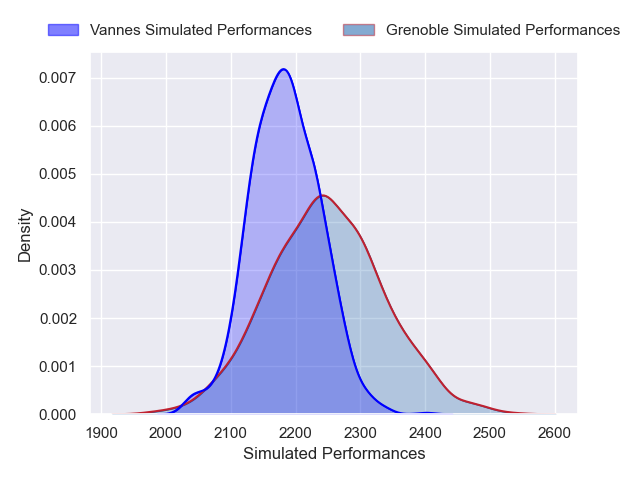 Vannes Simulated Performances
Grenoble Simulated Performances
0.007
0.006
0.005
0.004
0.003
0.002
0.001
0.000
Density
1900 2000 2100 2200 2300 2400 2500 2600
Simulated Performances